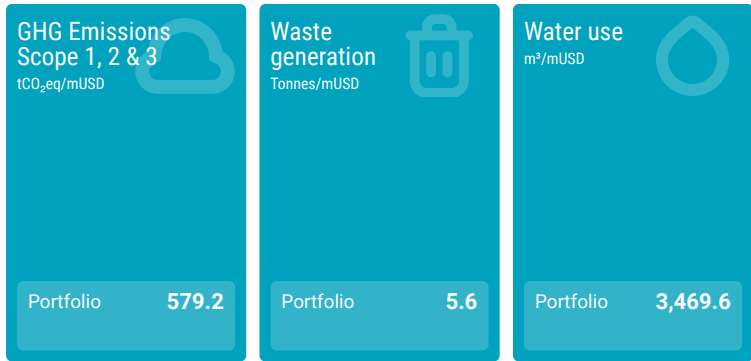 GHG Emissions
Scope 1, 2 & 3
tCO₂eq/mUSD
Portfolio 579.2
Waste
generation
Tonnes/mUSD
Portfolio 5.6
Water use
m³/mUSD
Portfolio 3,469.6